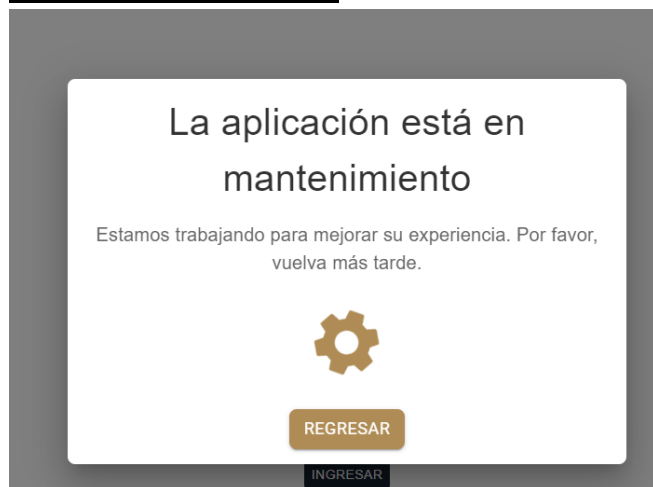 La aplicación está en
mantenimiento
Estamos trabajando para mejorar su experiencia. Por favor,
vuelva más tarde.
REGRESAR
INGRESAR